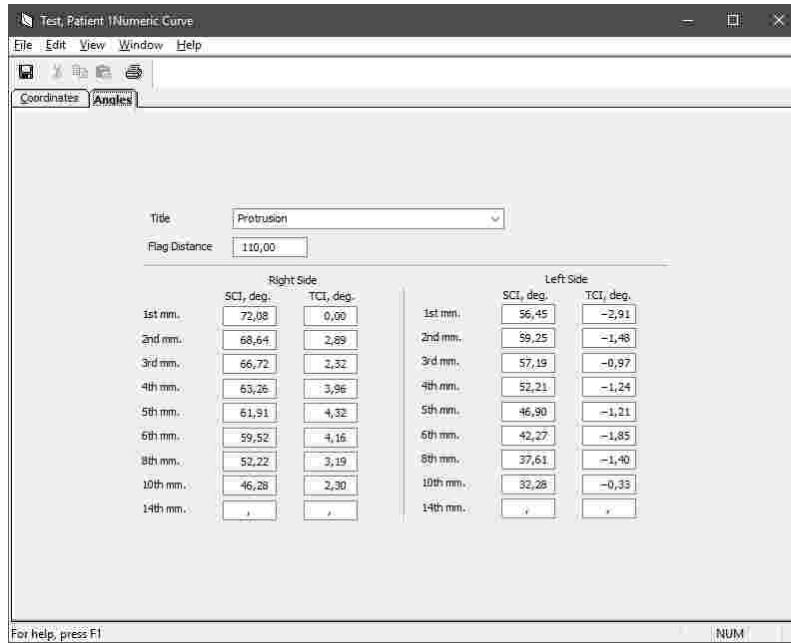 Test, Patient 1Numeric Curve
File Edit View Window Help
Coordinates Angles
Title Protrusion
Flag Distance 110,00
Right Side Left Side
SCI, deg. TCI, deg. SCI, deg. TCI, deg.
1st mm. 72,08 0,00 1st mm. 56,45 −2,91
2nd mm. 68,64 2,89 2nd mm. 59,25 −1,48
3rd mm. 66,72 2,32 3rd mm. 57,19 −0,97
4th mm. 63,26 3,96 4th mm. 52,21 −1,24
5th mm. 61,91 4,32 5th mm. 46,90 −1,21
6th mm. 59,52 4,16 6th mm. 42,27 −1,85
8th mm. 52,22 3,19 8th mm. 37,61 −1,40
10th mm. 46,28 2,30 10th mm. 32,28 −0,33
14th mm. , , 14th mm. , ,
For help, press F1 NUM